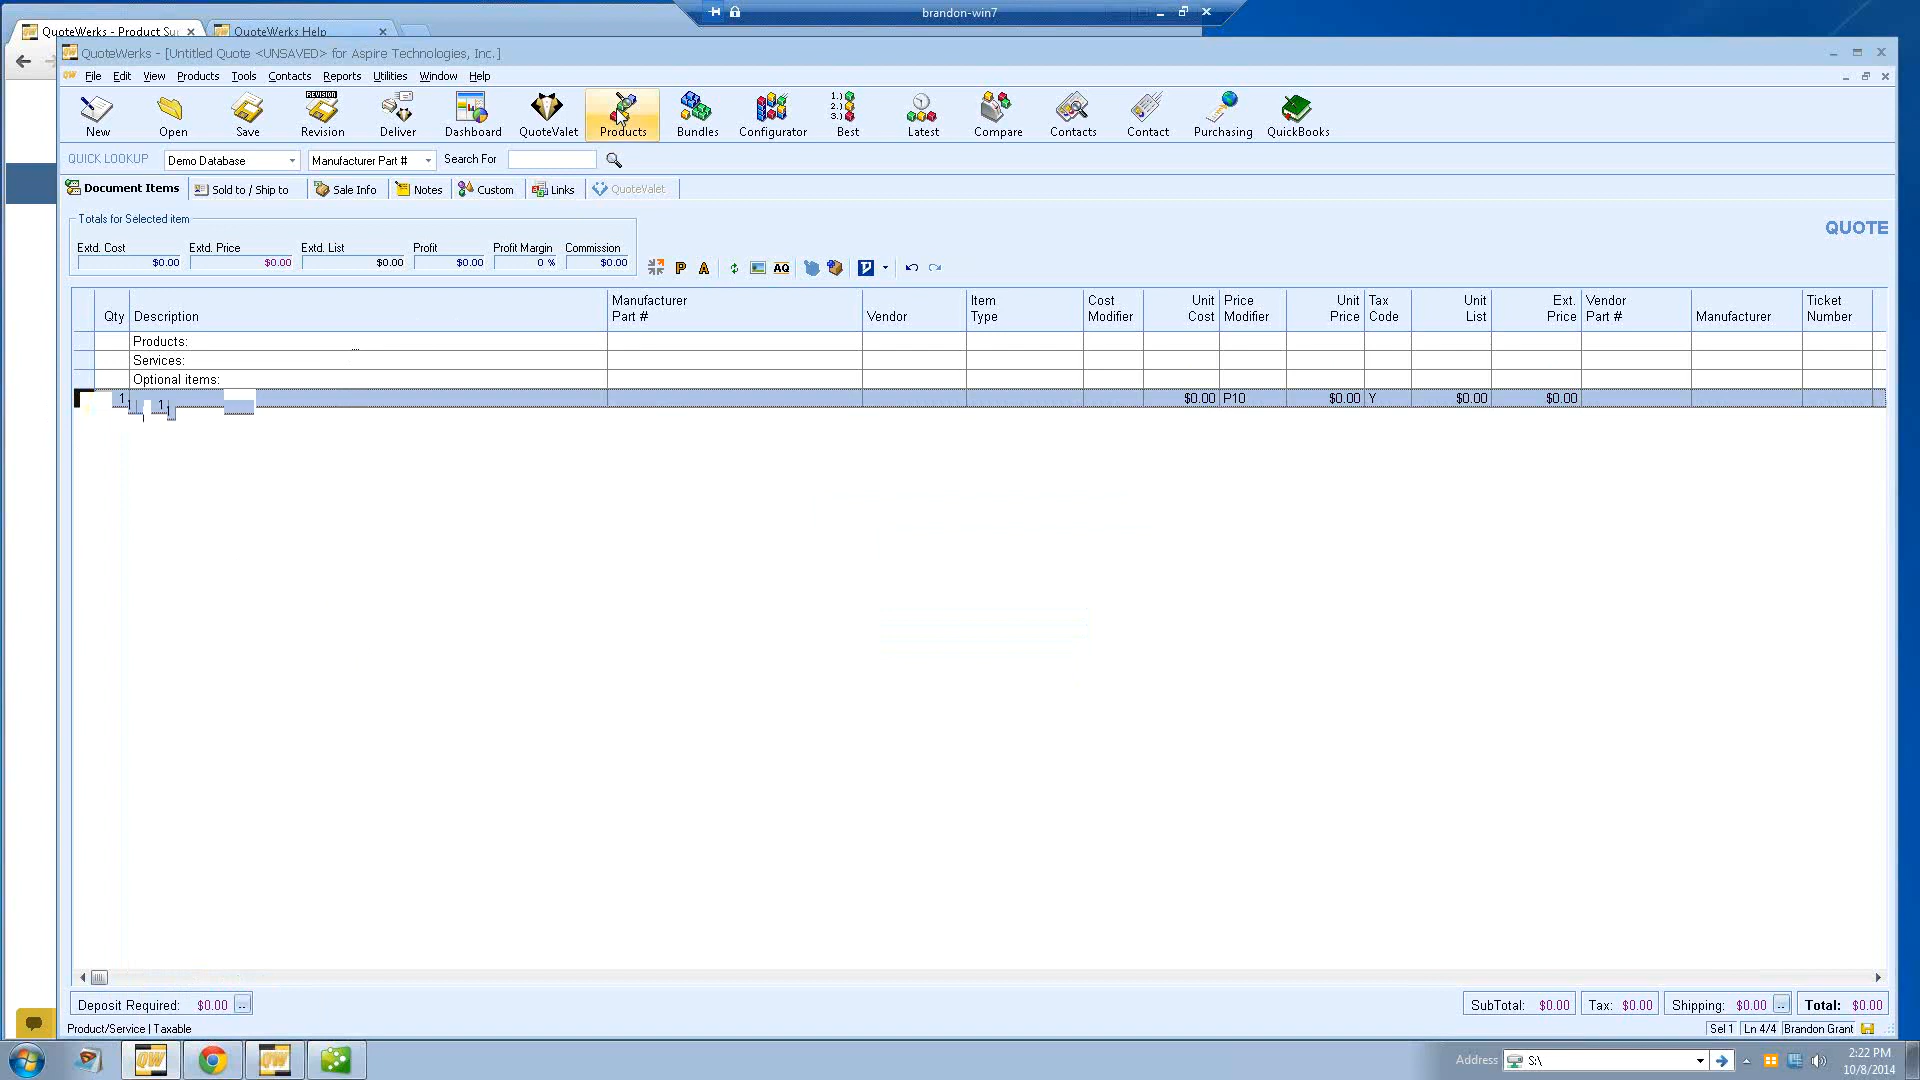 brandon-win7
QuoteWerks - Product Su
QuoteWerks Help
QuoteWerks - [Untitled Quote <UNSAVED> for Aspire Technologies, Inc.]
File Edit View Products Tools Contacts Reports Utilities Window Help
New Open Save Revision Deliver Dashboard QuoteValet Products Bundles Configurator Best Latest Compare Contacts Contact Purchasing QuickBooks
QUICK LOOKUP Demo Database Manufacturer Part # Search For
Document Items Sold to / Ship to Sale Info Notes Custom Links QuoteValet
Totals for Selected item
QUOTE
Extd. Cost Extd. Price Extd. List Profit Profit Margin Commission
$0.00 $0.00 $0.00 $0.00 0 % $0.00
P A AQ
Qty Description Manufacturer Part # Vendor Item Type Cost Modifier Unit Cost Price Modifier Unit Price Tax Code Unit List Ext. Price Vendor Part # Manufacturer Ticket Number
Products:
Services:
Optional items:
1 1 $0.00 P10 $0.00 Y $0.00 $0.00
Deposit Required: $0.00 ... SubTotal: $0.00 Tax: $0.00 Shipping: $0.00 ... Total: $0.00
Product/Service | Taxable Sel 1 Ln 4/4 Brandon Grant
QW QW Address S:\ 2:22 PM
10/8/2014